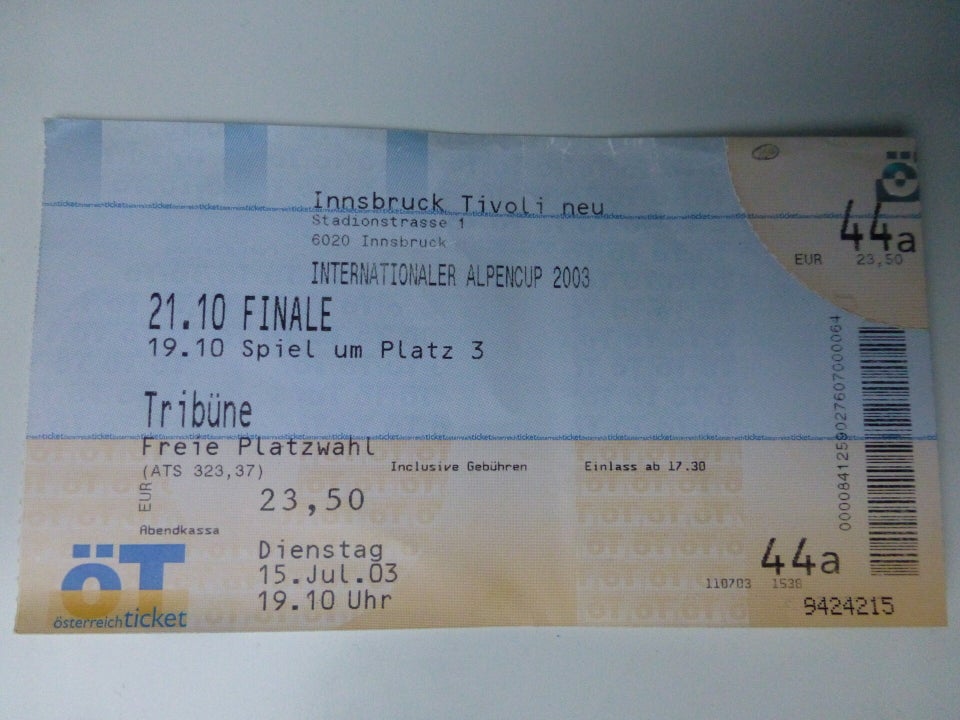 Innsbruck Tivoli neu
Stadionstrasse 1
6020 Innsbruck
INTERNATIONALER ALPENCUP 2003
21.10 FINALE
19.10 Spiel um Platz 3
Tribüne
Freie Platzwahl
(ATS 323,37)
Inclusive Gebühren
Einlass ab 17.30
EUR
23,50
Abendkassa
Dienstag
15.Jul.03
19.10 Uhr
öT
österreichticket
44a
EUR 23,50
0000841259027607000064
44a
110703 1530
9424215